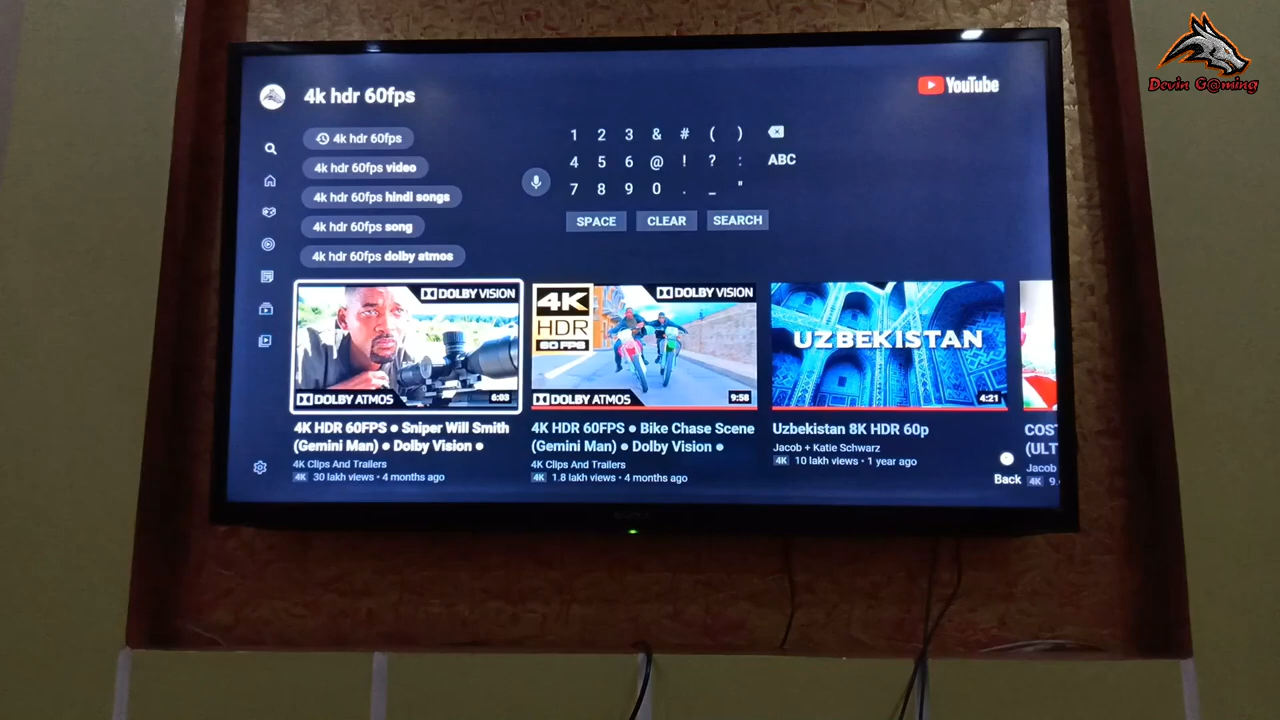 Devin G@ming
4k hdr 60fps
YouTube
4k hdr 60fps
4k hdr 60fps video
4k hdr 60fps hindi songs
4k hdr 60fps song
4k hdr 60fps dolby atmos
1 2 3 & # ( )
4 5 6 @ ! ? : ABC
7 8 9 0 . _ "
SPACE CLEAR SEARCH
DOLBY VISION
DOLBY ATMOS
6:03
4K HDR 60FPS ● Sniper Will Smith
(Gemini Man) ● Dolby Vision ●
4K Clips And Trailers
4K 30 lakh views • 4 months ago
4K
HDR
60 FPS
DOLBY VISION
DOLBY ATMOS
9:58
4K HDR 60FPS ● Bike Chase Scene
(Gemini Man) ● Dolby Vision ●
4K Clips And Trailers
4K 1.8 lakh views • 4 months ago
UZBEKISTAN
4:21
Uzbekistan 8K HDR 60p
Jacob + Katie Schwarz
4K 10 lakh views • 1 year ago
COST
(ULT
Jacob
4K 9.
Back